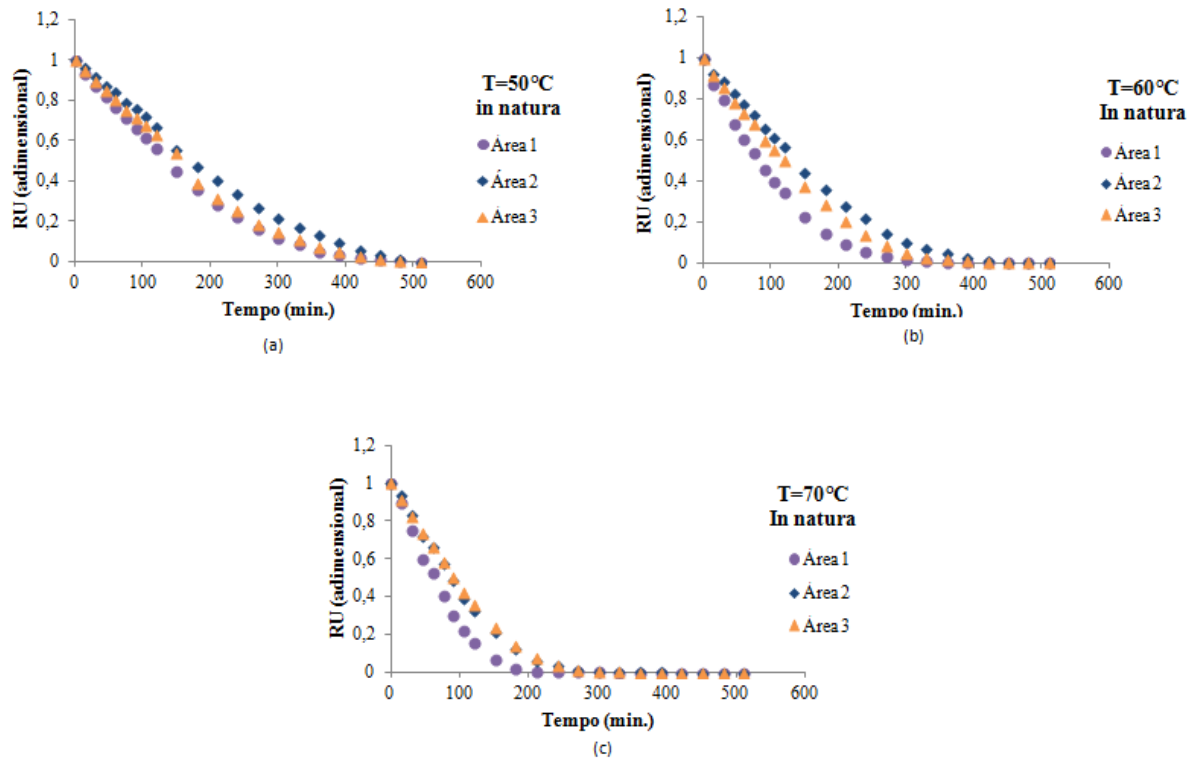 1,2
1
0,8
0,6
0,4
0,2
0
RU (adimensional)
0 100 200 300 400 500 600
Tempo (min.)
T=50°C
in natura
Área 1
Área 2
Área 3
(a)
1,2
1
0,8
0,6
0,4
0,2
0
RU (adimensional)
0 100 200 300 400 500 600
Tempo (min.)
T=60°C
In natura
Área 1
Área 2
Área 3
(b)
1,2
1
0,8
0,6
0,4
0,2
0
RU (adimensional)
0 100 200 300 400 500 600
Tempo (min.)
T=70°C
In natura
Área 1
Área 2
Área 3
(c)